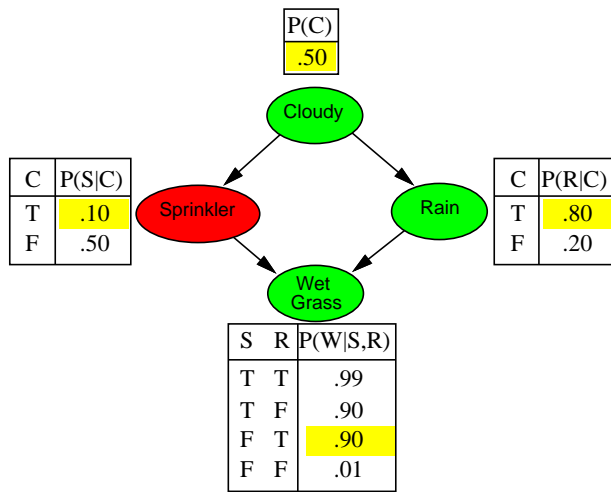 P(C)
.50
Cloudy
C P(S|C)
T .10
F .50
Sprinkler
Rain
C P(R|C)
T .80
F .20
Wet
Grass
S R P(W|S,R)
T T .99
T F .90
F T .90
F F .01